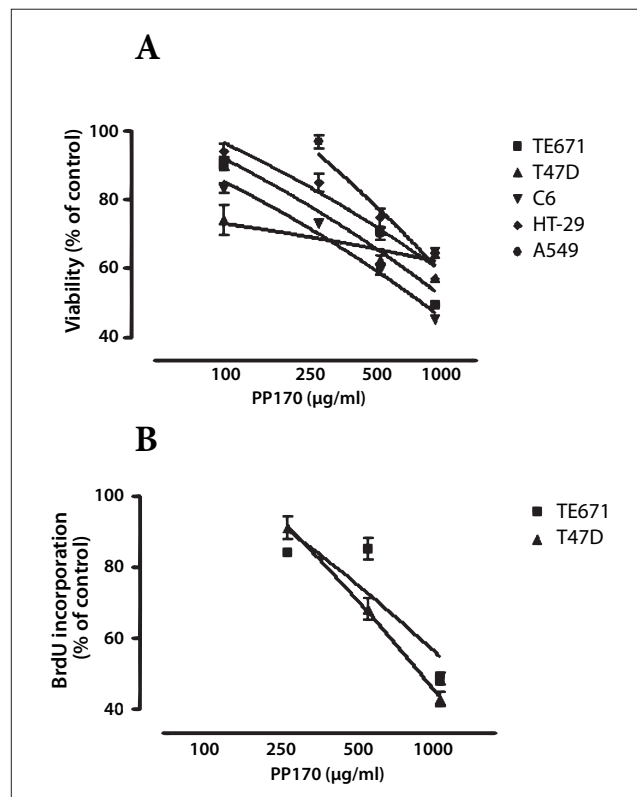 A
Viability (% of control)
100
80
60
40
100 250 500 1000
PP170 (µg/ml)
TE671
T47D
C6
HT-29
A549
B
BrdU incorporation
(% of control)
100
80
60
40
100 250 500 1000
PP170 (µg/ml)
TE671
T47D